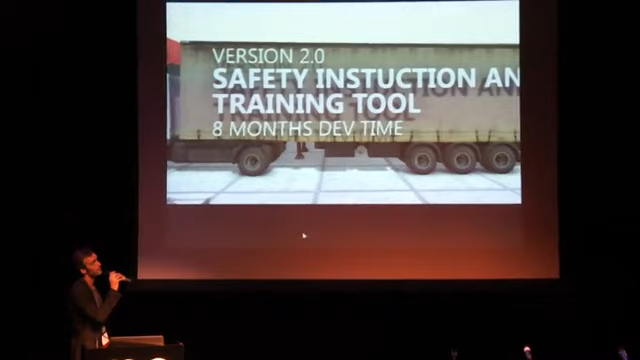 VERSION 2.0
SAFETY INSTUCTION AN
TRAINING TOOL
8 MONTHS DEV TIME